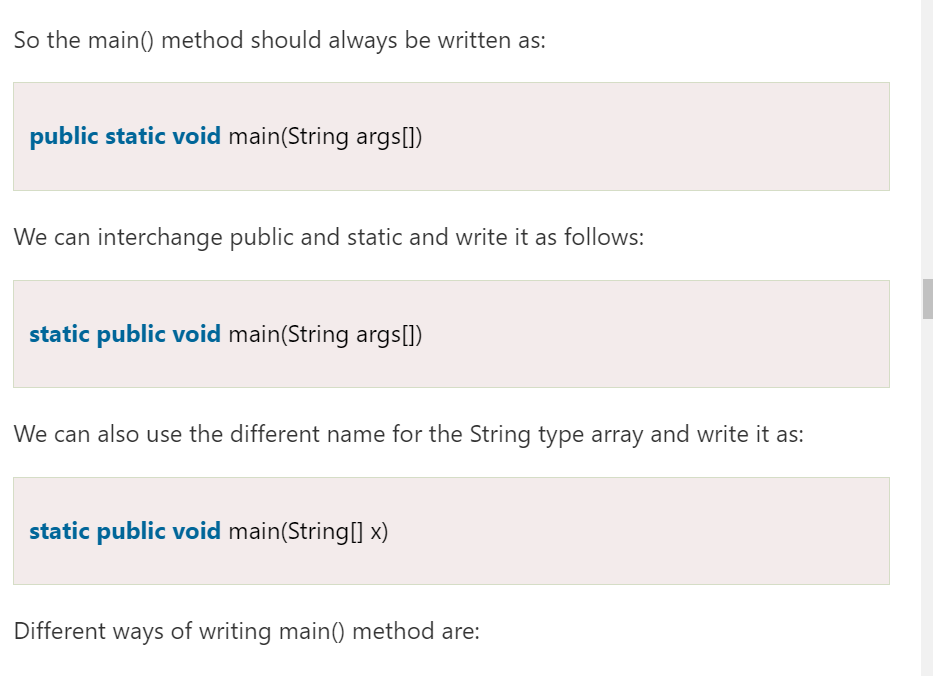 So the main() method should always be written as:
public static void main(String args[])
We can interchange public and static and write it as follows:
static public void main(String args[])
We can also use the different name for the String type array and write it as:
static public void main(String[] x)
Different ways of writing main() method are: